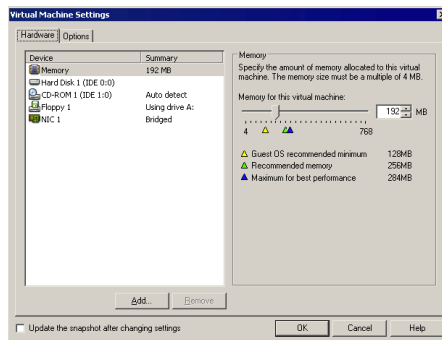 Virtual Machine Settings
Hardware
Options
Device Summary
Memory 192 MB
Hard Disk 1 (IDE 0:0)
CD-ROM 1 (IDE 1:0) Auto detect
Floppy 1 Using drive A:
NIC 1 Bridged
Memory
Specify the amount of memory allocated to this virtual
machine. The memory size must be a multiple of 4 MB.
Memory for this virtual machine:
192 MB
4 768
Guest OS recommended minimum 128MB
Recommended memory 256MB
Maximum for best performance 284MB
Add... Remove
Update the snapshot after changing settings
OK Cancel Help